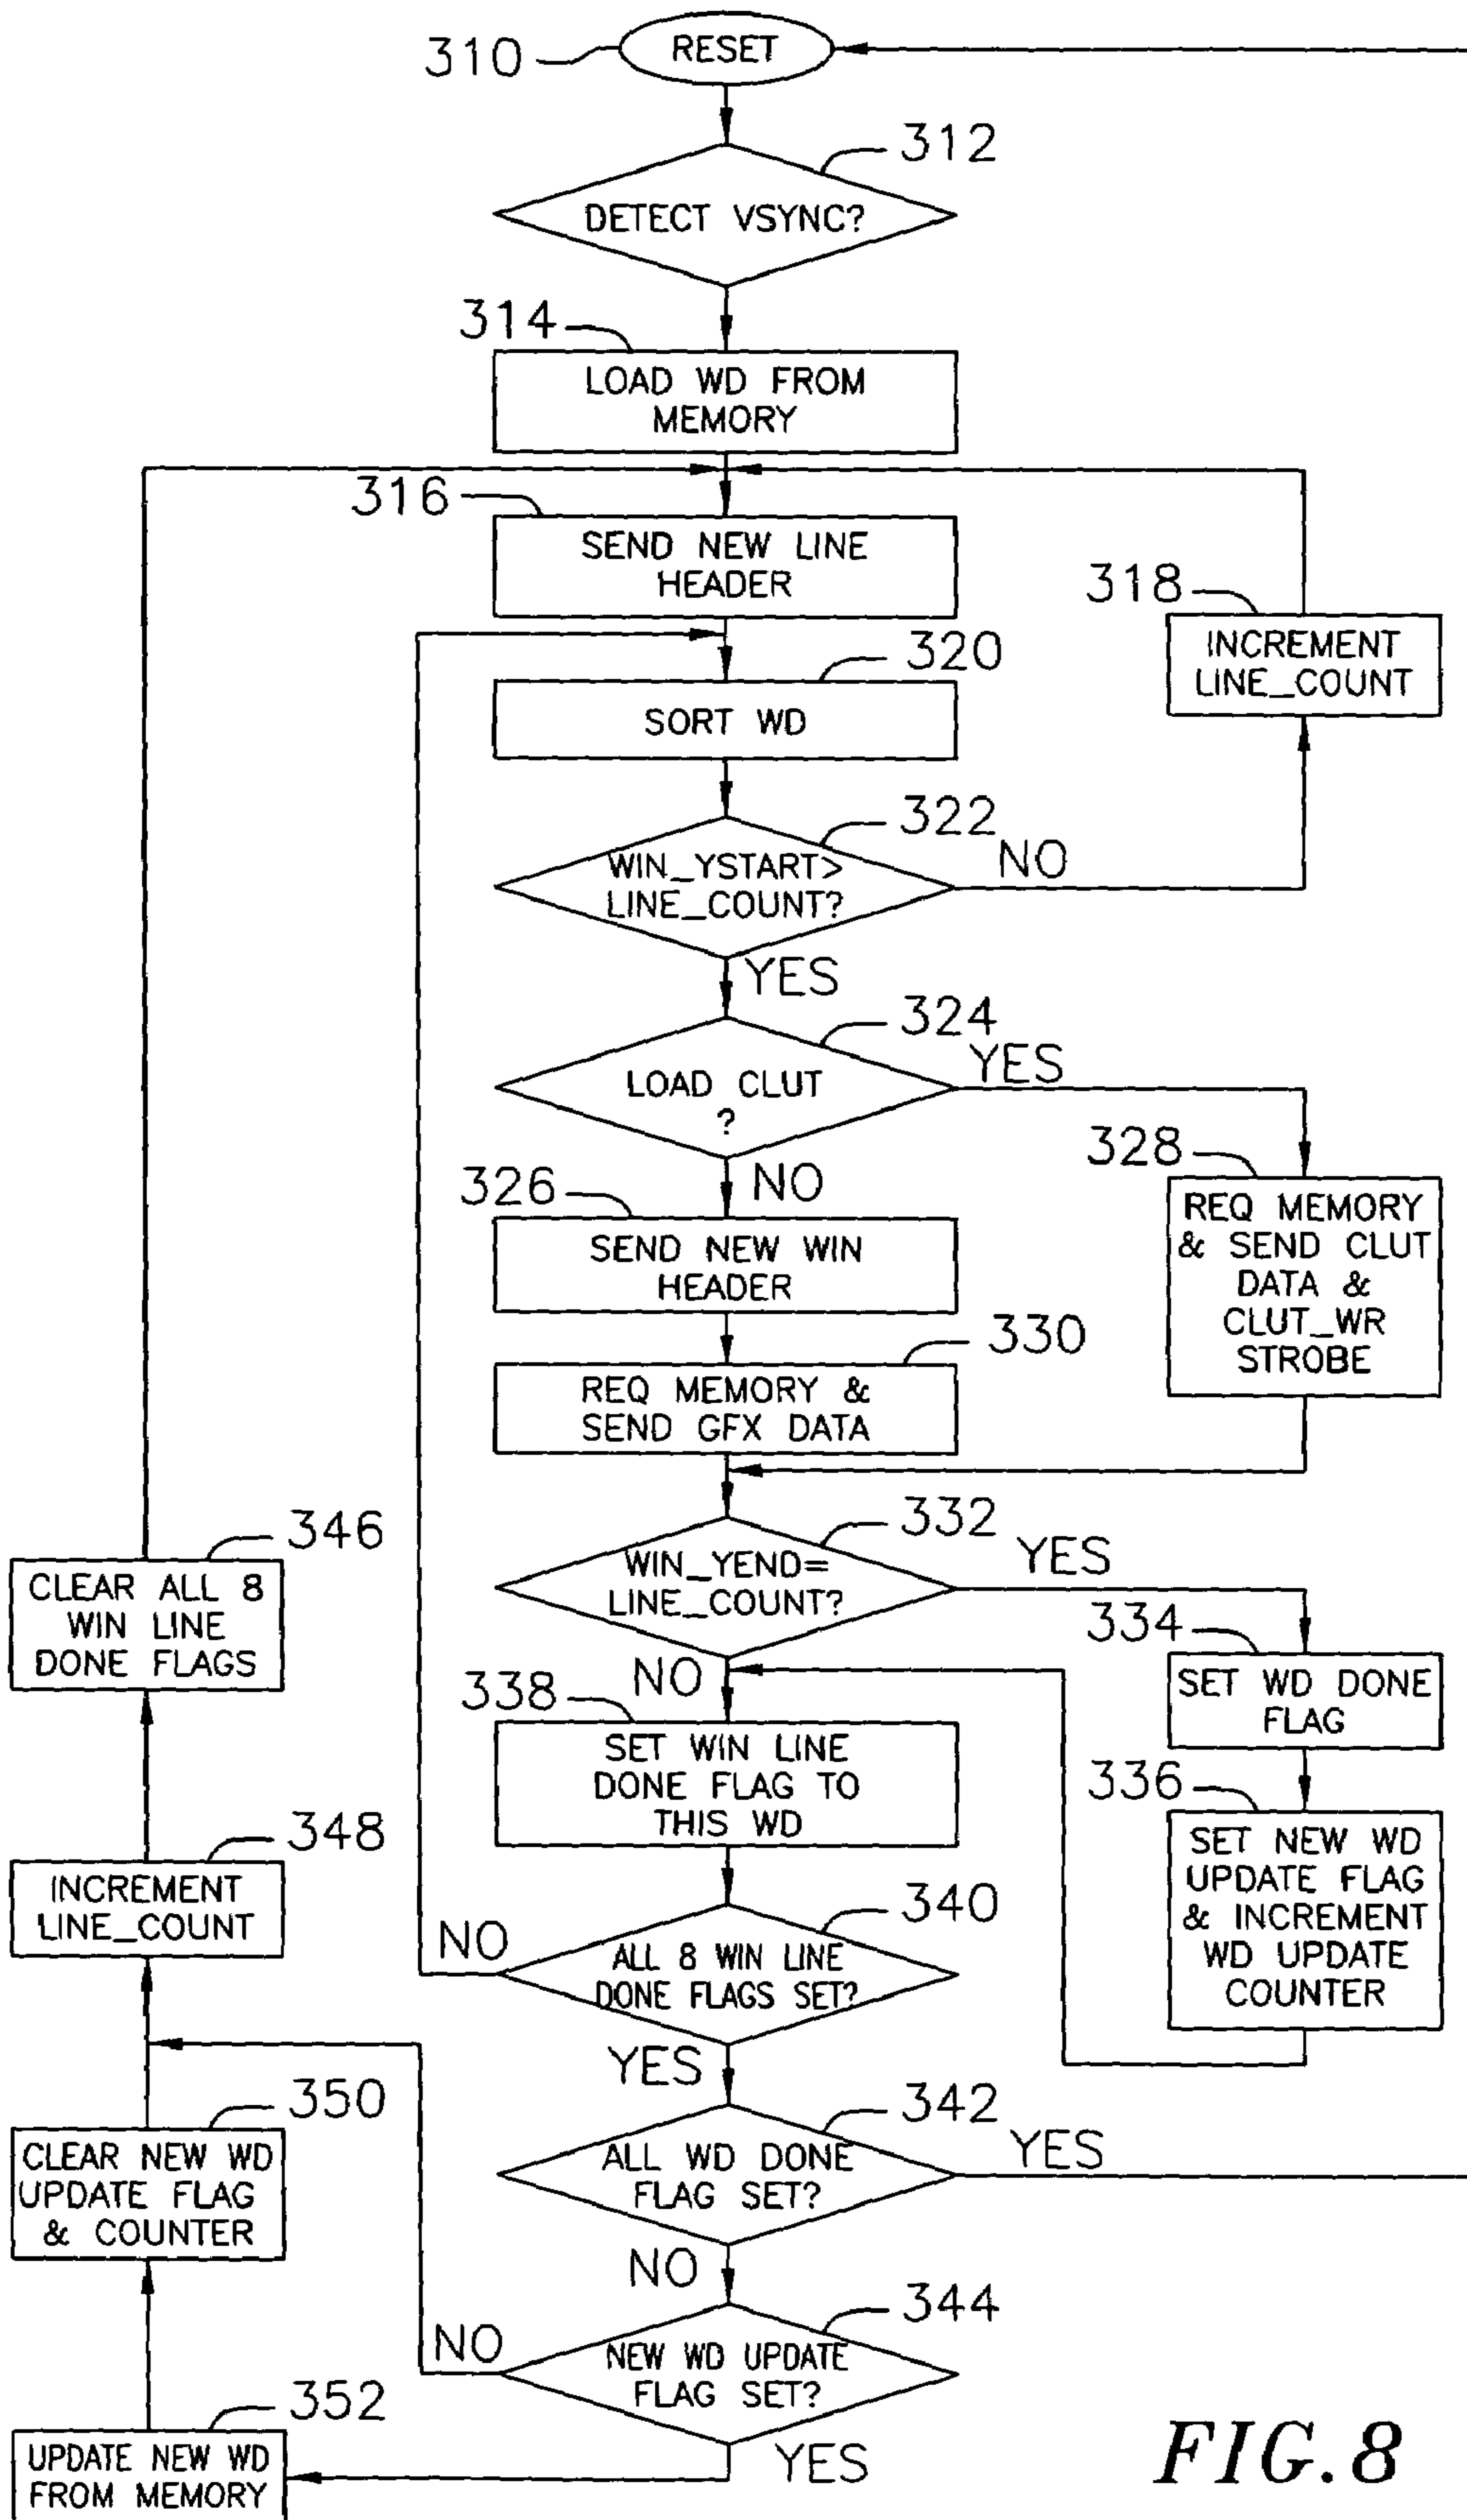 310
RESET
312
DETECT VSYNC?
314
LOAD WD FROM
MEMORY
316
SEND NEW LINE
HEADER
318
INCREMENT
LINE_COUNT
320
SORT WD
322
WIN_YSTART>
LINE_COUNT?
NO
YES
324
LOAD CLUT
?
YES
NO
326
SEND NEW WIN
HEADER
328
REQ MEMORY
& SEND CLUT
DATA &
CLUT_WR
STROBE
330
REQ MEMORY &
SEND GFX DATA
332
WIN_YEND=
LINE_COUNT?
YES
NO
334
SET WD DONE
FLAG
336
SET NEW WD
UPDATE FLAG
& INCREMENT
WD UPDATE
COUNTER
338
SET WIN LINE
DONE FLAG TO
THIS WD
340
ALL 8 WIN LINE
DONE FLAGS SET?
NO
YES
342
ALL WD DONE
FLAG SET?
YES
NO
344
NEW WD UPDATE
FLAG SET?
NO
YES
346
CLEAR ALL 8
WIN LINE
DONE FLAGS
348
INCREMENT
LINE_COUNT
350
CLEAR NEW WD
UPDATE FLAG
& COUNTER
352
UPDATE NEW WD
FROM MEMORY
FIG.8